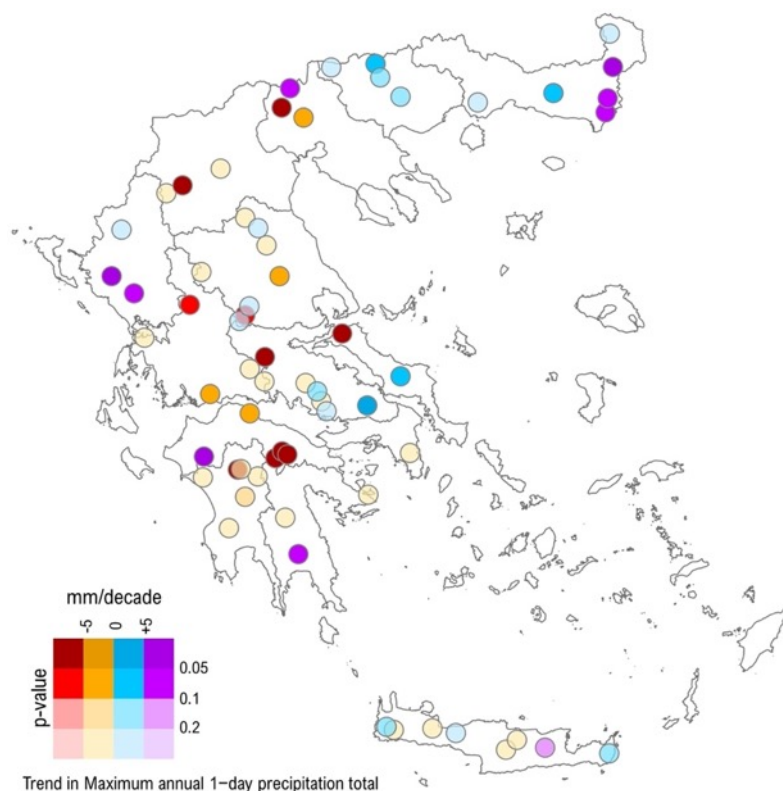 mm/decade
-5
0
+5
p-value
0.05
0.1
0.2
Trend in Maximum annual 1-day precipitation total